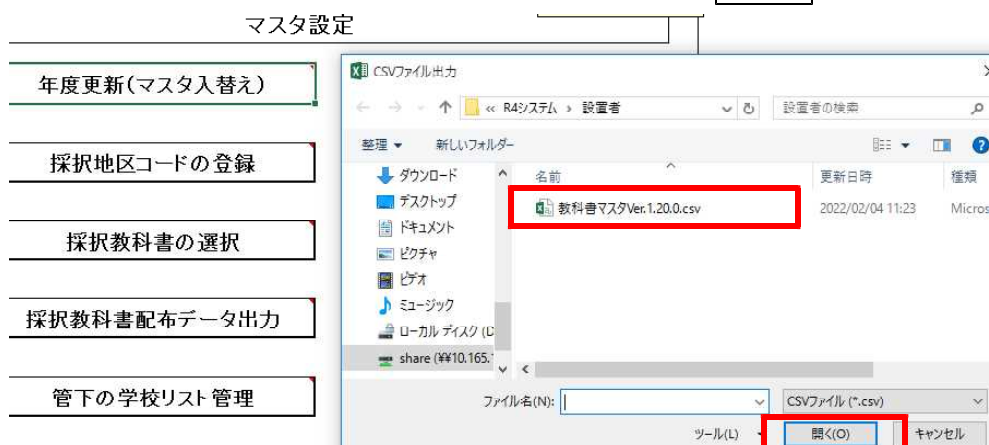 マスタ設定
年度更新(マスタ入替え)
採択地区コードの登録
採択教科書の選択
採択教科書配布データ出力
管下の学校リスト管理
CSVファイル出力
« R4システム › 設置者
設置者の検索
整理 新しいフォルダー
ダウンロード
デスクトップ
ドキュメント
ピクチャ
ビデオ
ミュージック
ローカル ディスク (D
share (¥¥10.165.
名前 更新日時 種類
教科書マスタVer.1.20.0.csv 2022/02/04 11:23 Micros
ファイル名(N): CSVファイル (*.csv)
ツール(L) 開く(O) キャンセル